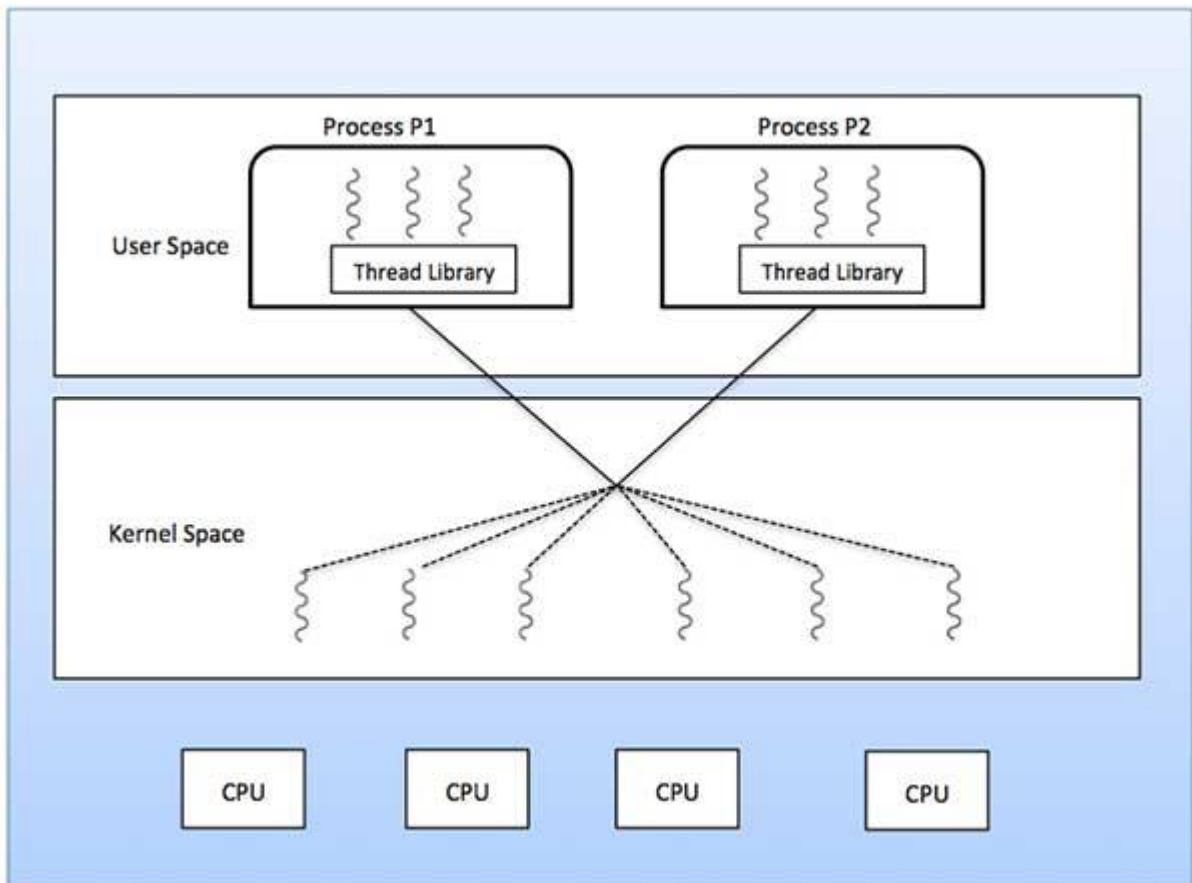 Process P1
Process P2
User Space
Thread Library
Thread Library
Kernel Space
CPU
CPU
CPU
CPU